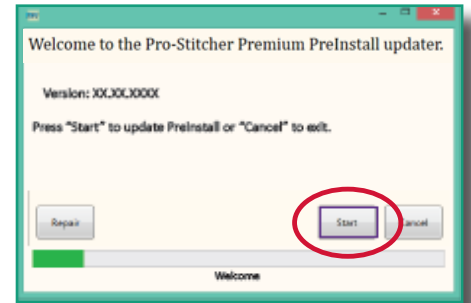 Welcome to the Pro-Stitcher Premium PreInstall updater.
Version: XX.XX.XXXX
Press "Start" to update PreInstall or "Cancel" to exit.
Repair
Start
Cancel
Welcome